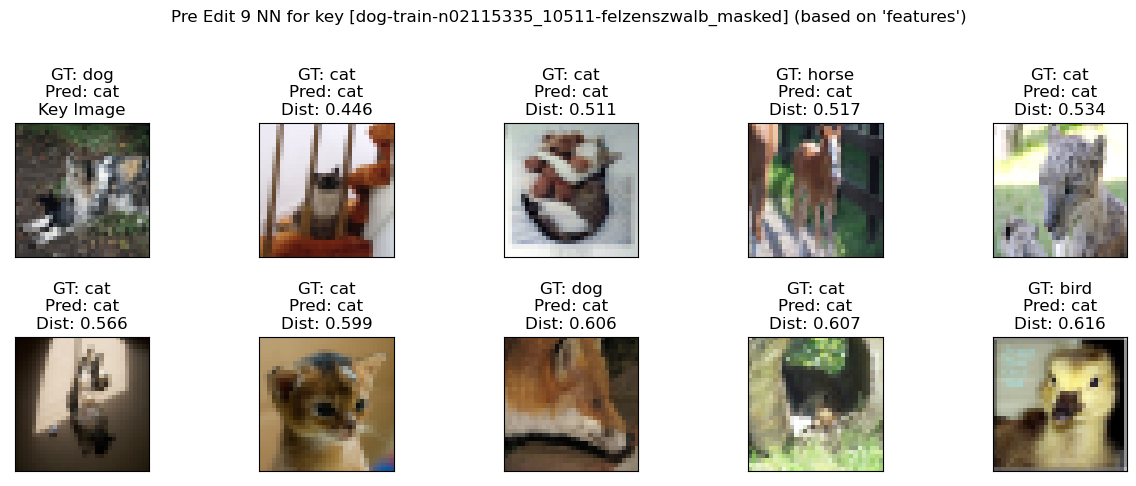 Pre Edit 9 NN for key [dog-train-n02115335_10511-felzenszwalb_masked] (based on 'features')
GT: dog
Pred: cat
Key Image
GT: cat
Pred: cat
Dist: 0.446
GT: cat
Pred: cat
Dist: 0.511
GT: horse
Pred: cat
Dist: 0.517
GT: cat
Pred: cat
Dist: 0.534
GT: cat
Pred: cat
Dist: 0.566
GT: cat
Pred: cat
Dist: 0.599
GT: dog
Pred: cat
Dist: 0.606
GT: cat
Pred: cat
Dist: 0.607
GT: bird
Pred: cat
Dist: 0.616